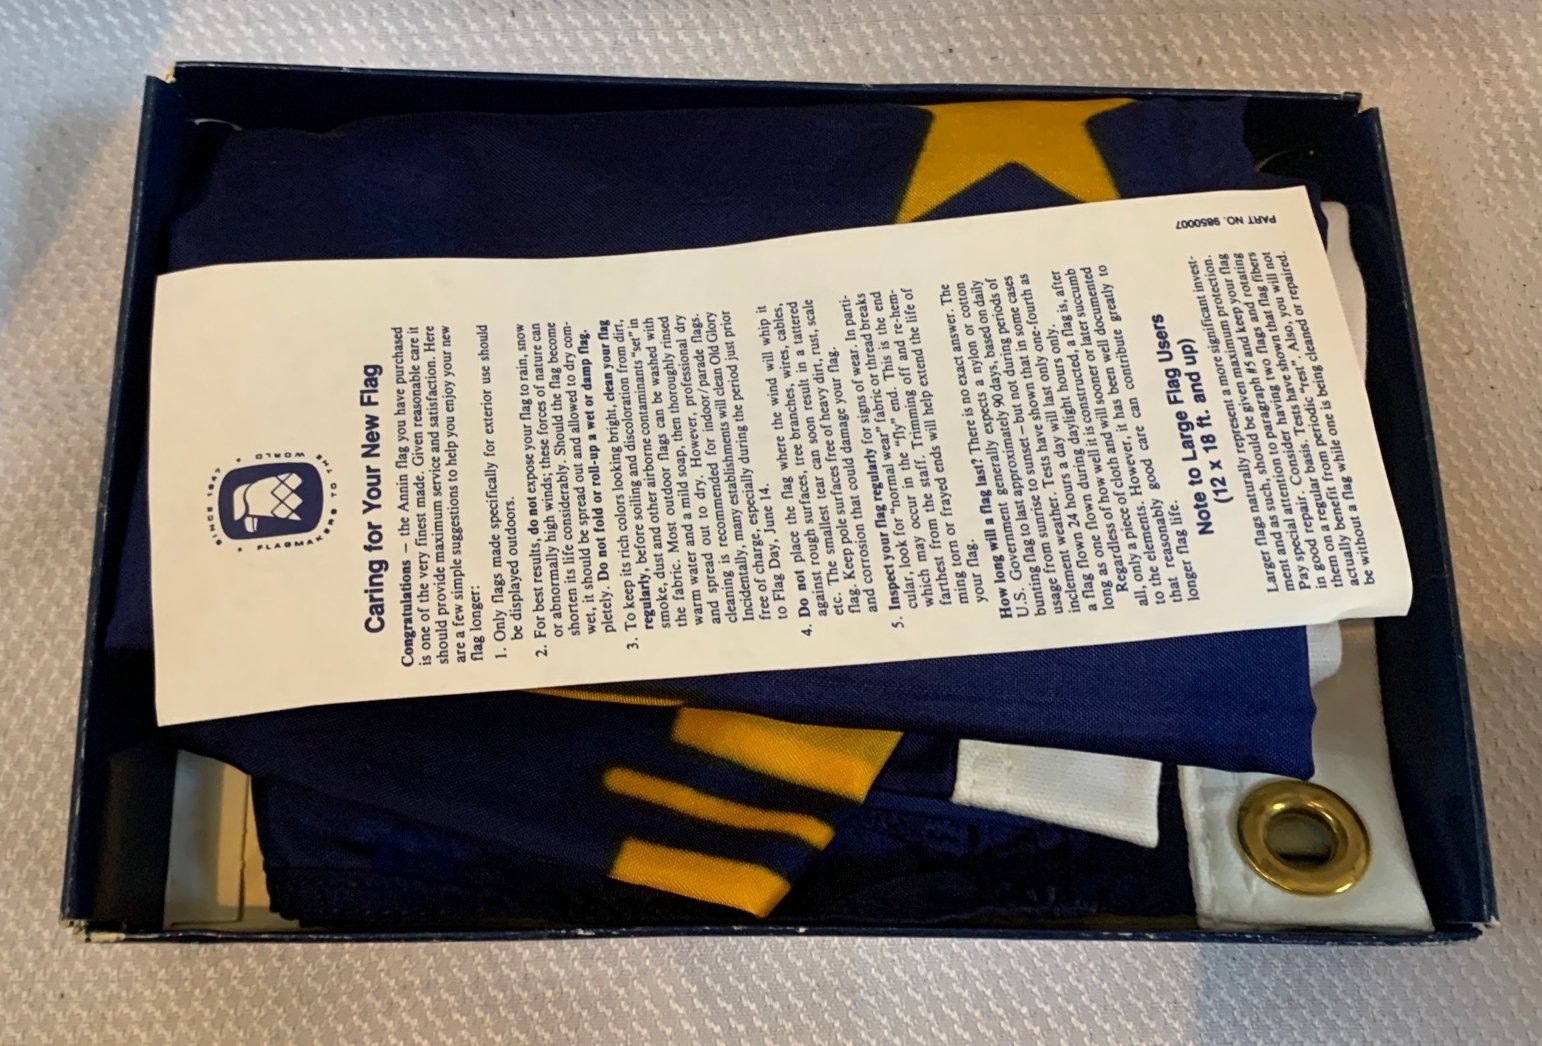 SINCE 1847 • FLAGMAKERS TO THE WORLD •
Caring for Your New Flag
Congratulations – the Annin flag you have purchased
is one of the very finest made. Given reasonable care it
should provide maximum service and satisfaction. Here
are a few simple suggestions to help you enjoy your new
flag longer:
1. Only flags made specifically for exterior use should
be displayed outdoors.
2. For best results, do not expose your flag to rain, snow
or abnormally high winds; these forces of nature can
shorten its life considerably. Should the flag become
wet, it should be spread out and allowed to dry com-
pletely. Do not fold or roll-up a wet or damp flag.
3. To keep its rich colors looking bright, clean your flag
regularly, before soiling and discoloration from dirt,
smoke, dust and other airborne contaminants "set" in
the fabric. Most outdoor flags can be washed with
warm water and a mild soap, then thoroughly rinsed
and spread out to dry. However, professional dry
cleaning is recommended for indoor/parade flags.
Incidentally, many establishments will clean Old Glory
free of charge, especially during the period just prior
to Flag Day, June 14.
4. Do not place the flag where the wind will whip it
against rough surfaces, tree branches, wires, cables,
etc. The smallest tear can soon result in a tattered
flag. Keep pole surfaces free of heavy dirt, rust, scale
and corrosion that could damage your flag.
5. Inspect your flag regularly for signs of wear. In parti-
cular, look for "normal wear" fabric or thread breaks
which may occur in the "fly" end. This is the end
farthest from the staff. Trimming off and re-hem-
ming torn or frayed ends will help extend the life of
your flag.
How long will a flag last? There is no exact answer. The
U.S. Government generally expects a nylon or cotton
bunting flag to last approximately 90 days, based on daily
usage from sunrise to sunset – but not during periods of
inclement weather. Tests have shown that in some cases
a flag flown 24 hours a day will last only one-fourth as
long as one flown during daylight hours only.
Regardless of how well it is constructed, a flag is, after
all, only a piece of cloth and will sooner or later succumb
to the elements. However, it has been well documented
that reasonably good care can contribute greatly to
longer flag life.
Note to Large Flag Users
(12 x 18 ft. and up)
Larger flags naturally represent a more significant invest-
ment and as such, should be given maximum protection.
Pay special attention to paragraph #5 and keep your flag
in good repair. Consider having two flags and rotating
them on a regular basis. Tests have shown that flag fibers
actually benefit from periodic "rest". Also, you will not
be without a flag while one is being cleaned or repaired.
PART NO. 9850007